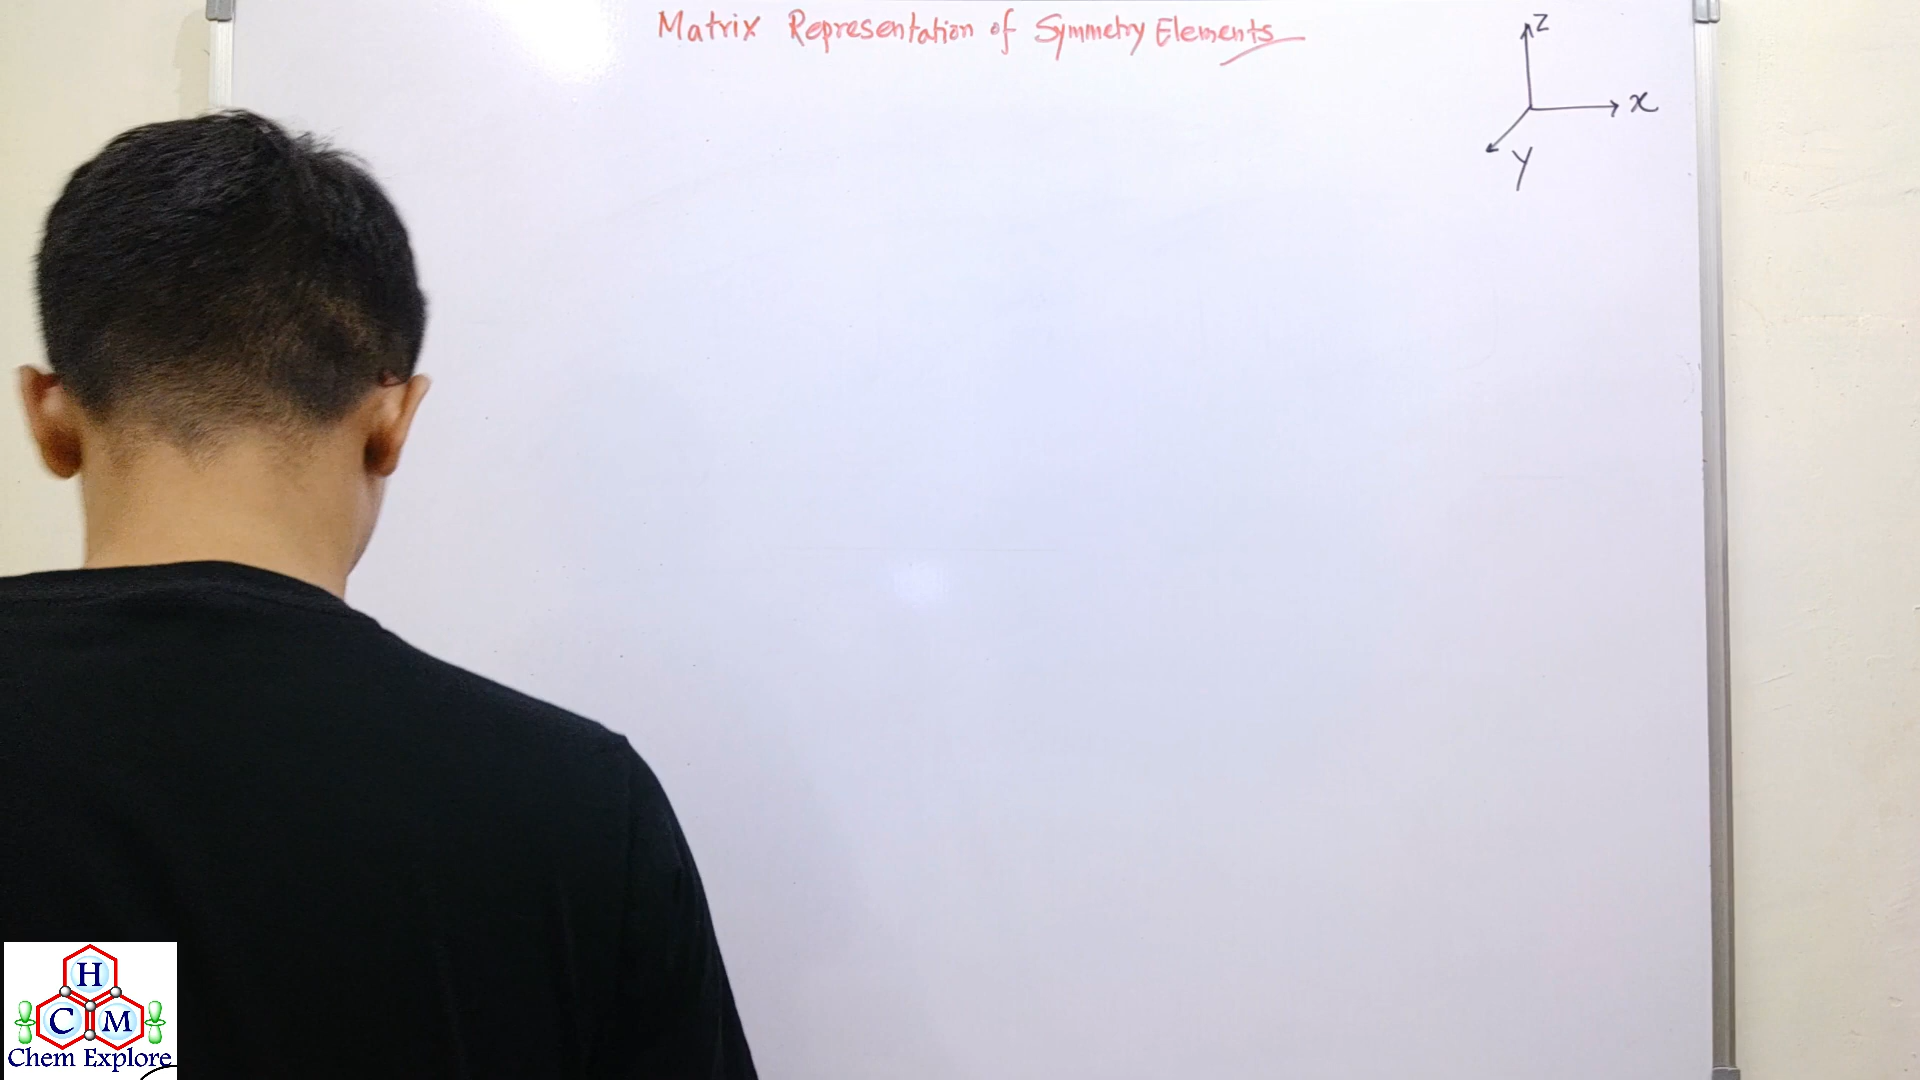 Matrix Representation of Symmetry Elements
Z
x
y
H
C M
Chem Explore